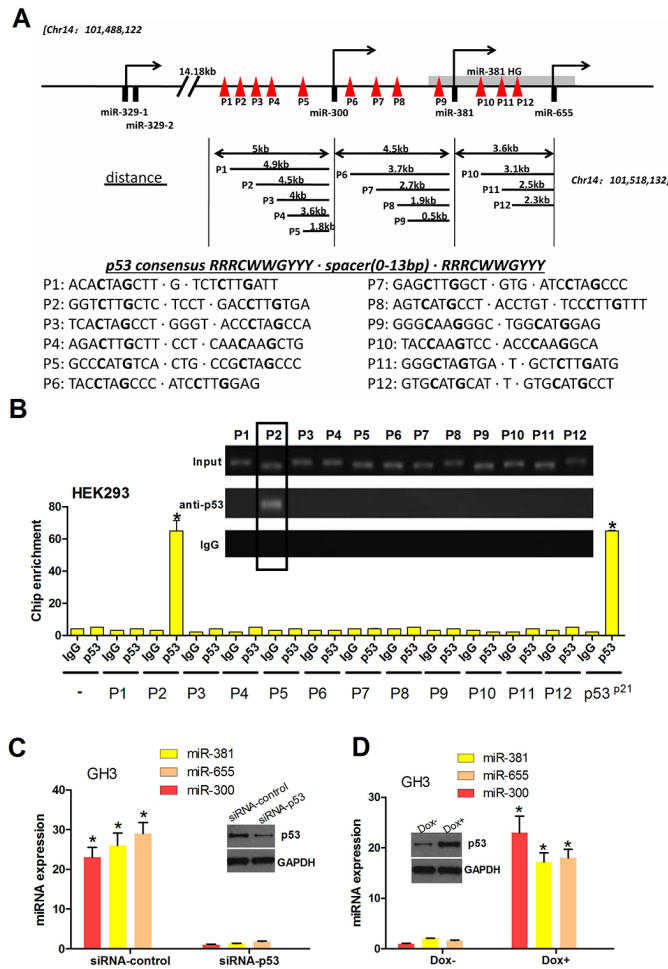 A
[Chr14: 101,488,122
14.18kb
miR-381 HG
P1 P2 P3 P4 P5 P6 P7 P8 P9 P10 P11 P12
miR-329-1
miR-329-2
miR-300
miR-381
miR-655
distance
5kb
4.5kb
3.6kb
P1 4.9kb
P2 4.5kb
P3 4kb
P4 3.6kb
P5 1.8kb
P6 3.7kb
P7 2.7kb
P8 1.9kb
P9 0.5kb
P10 3.1kb
P11 2.5kb
P12 2.3kb
Chr14: 101,518,132,
p53 consensus RRRCWWGYYY · spacer(0-13bp) · RRRCWWGYYY
P1: ACACTAGCTT · G · TCTCTTGATT
P2: GGTCTTGCTC · TCCT · GACCTTGTGA
P3: TCACTAGCCT · GGGT · ACCCTAGCCA
P4: AGACTTGCTT · CCT · CAACAAGCTG
P5: GCCCATGTCA · CTG · CCGCTAGCCC
P6: TACCTAGCCC · ATCCTTGGAG
P7: GAGCTTGGCT · GTG · ATCCTAGCCC
P8: AGTCATGCCT · ACCTGT · TCCCTTGTTT
P9: GGGCAAGGGC · TGGCATGGAG
P10: TACCAAGTCC · ACCCAAGGCA
P11: GGGCTAGTGA · T · GCTCTTGATG
P12: GTGCATGCAT · T · GTGCATGCCT
B
P1 P2 P3 P4 P5 P6 P7 P8 P9 P10 P11 P12
Input
anti-p53
IgG
HEK293
Chip enrichment
80
60
40
20
0
*
*
IgG p53 IgG p53 IgG p53 IgG p53 IgG p53 IgG p53 IgG p53 IgG p53 IgG p53 IgG p53 IgG p53 IgG p53 IgG p53 IgG p53
- P1 P2 P3 P4 P5 P6 P7 P8 P9 P10 P11 P12 p53 p21
C
GH3
miR-381
miR-655
miR-300
miRNA expression
40
30
20
10
0
* * *
siRNA-control
siRNA-p53
p53
GAPDH
siRNA-control
siRNA-p53
D
GH3
miR-381
miR-655
miR-300
miRNA expression
30
20
10
0
* * *
Dox-
Dox+
p53
GAPDH
Dox-
Dox+